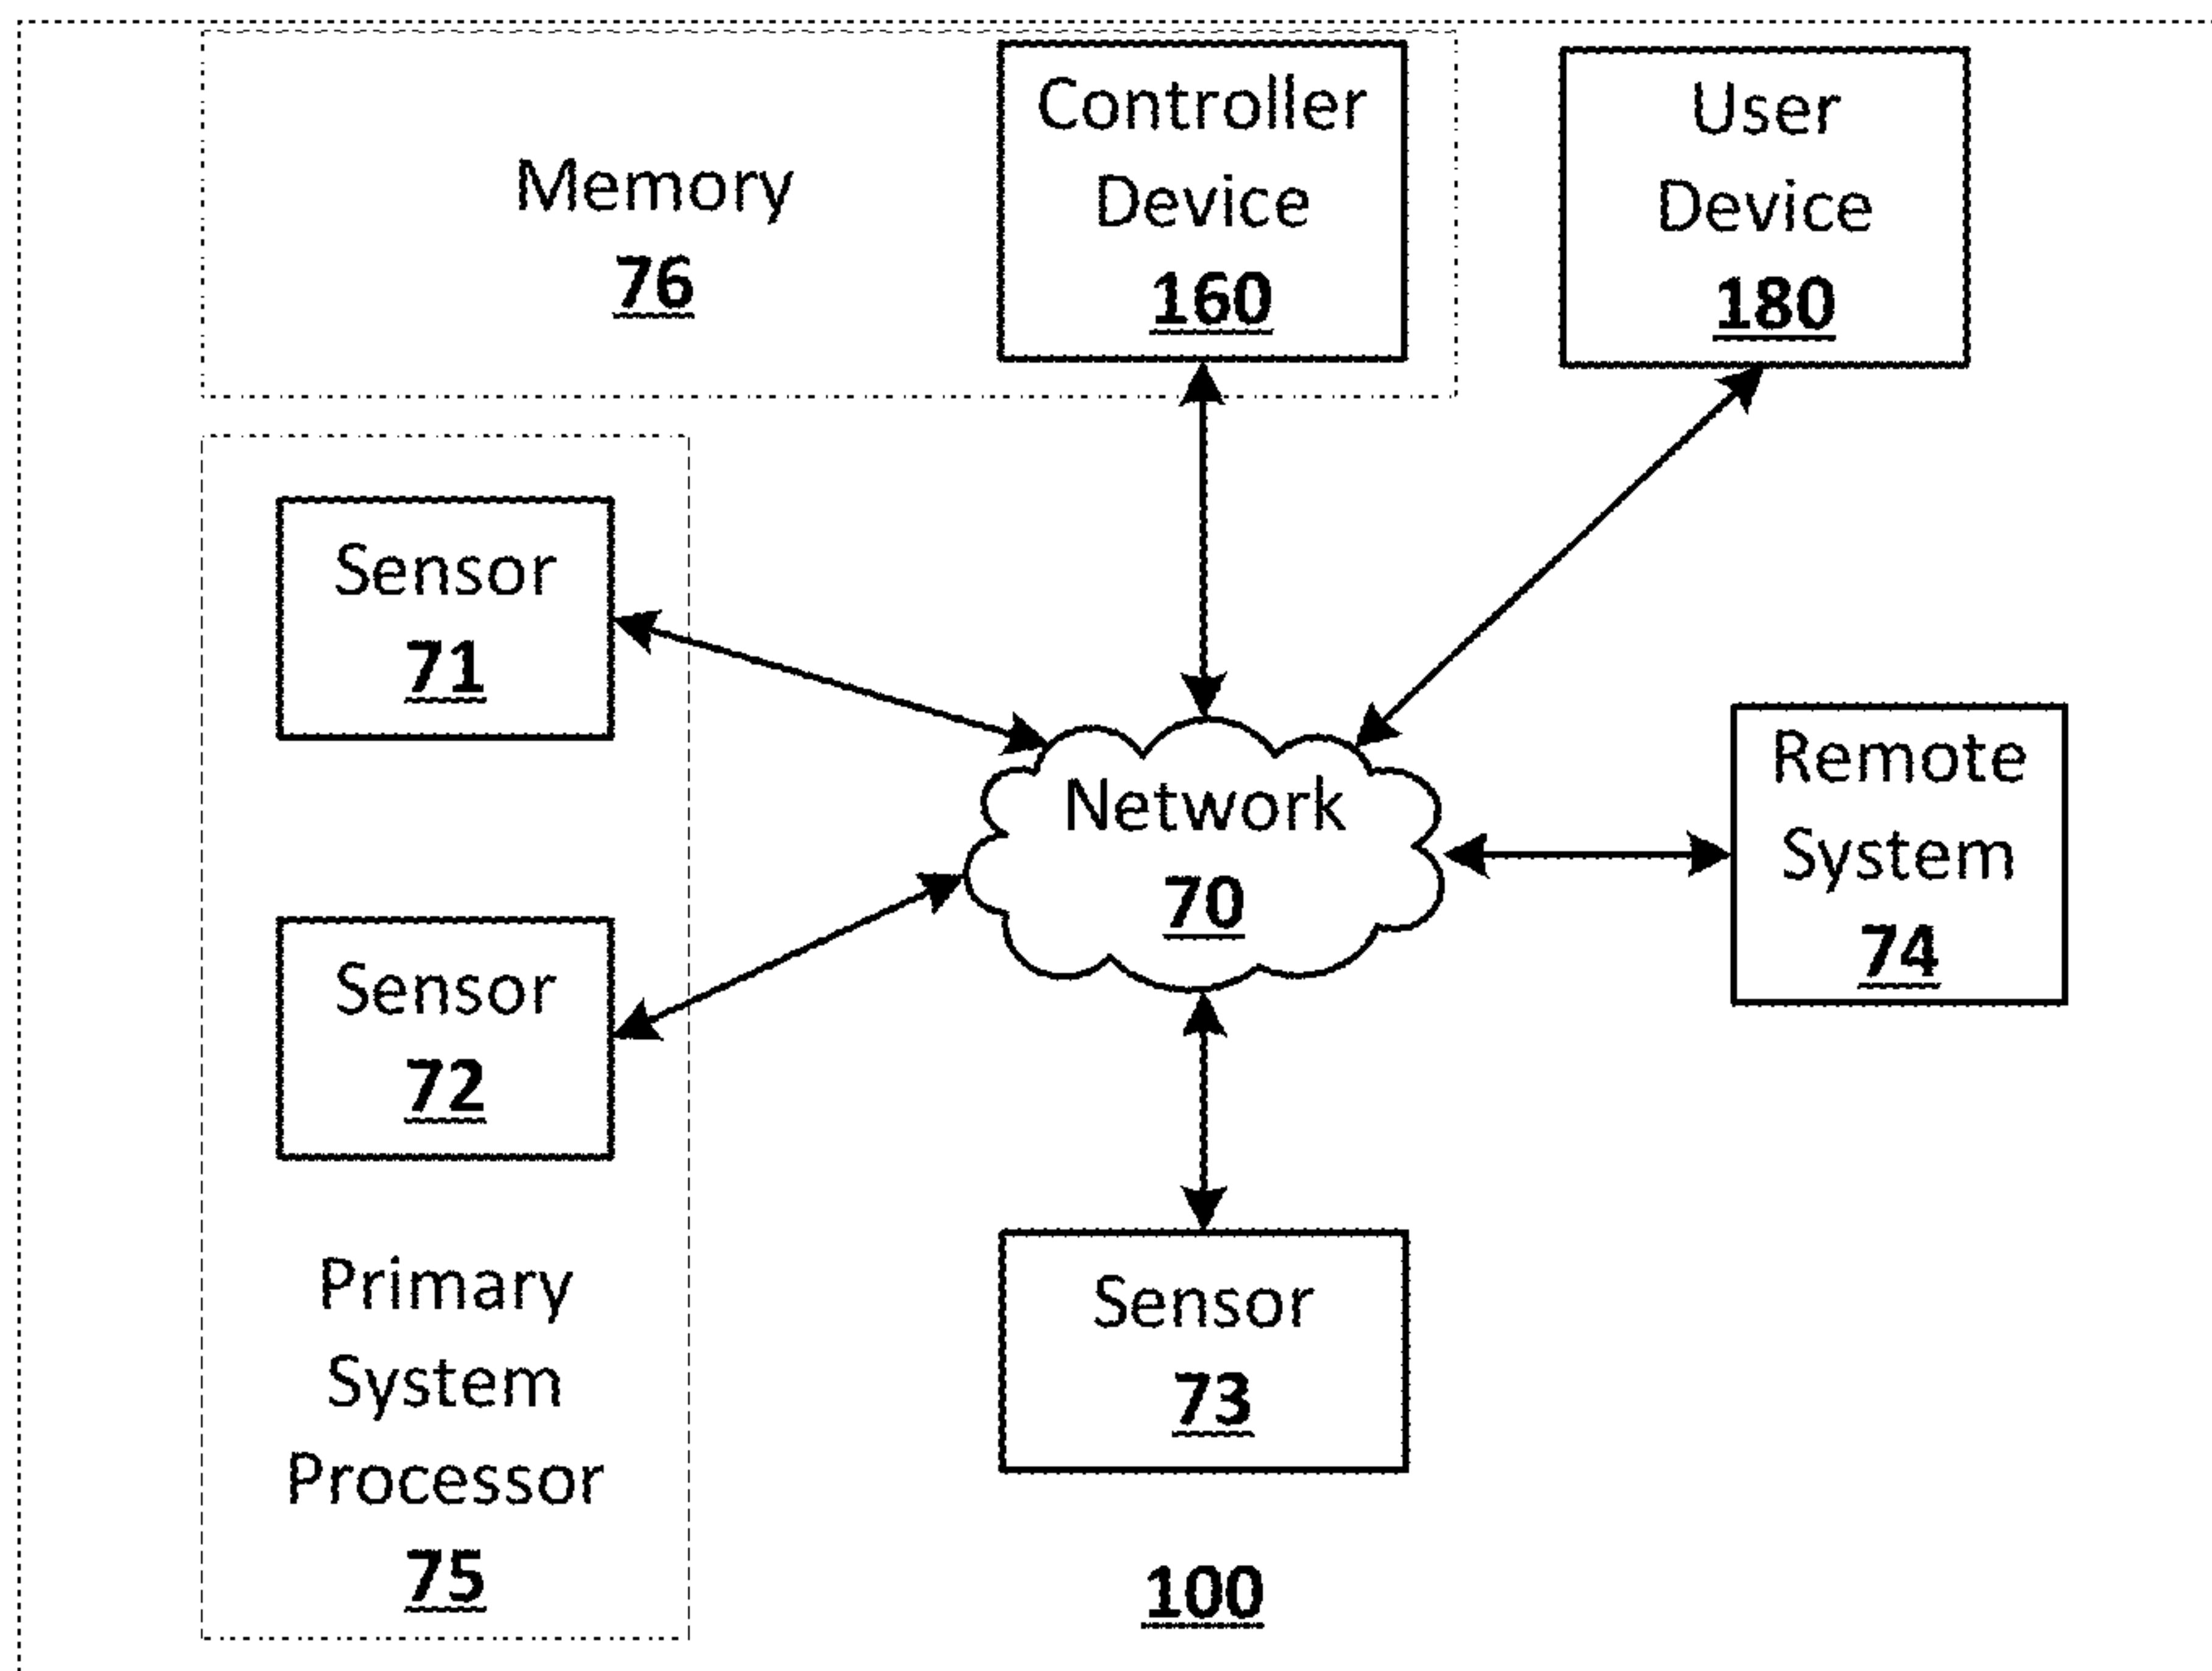 Memory
76
Controller
Device
160
User
Device
180
Sensor
71
Network
70
Remote
System
74
Sensor
72
Primary
System
Processor
75
Sensor
73
100